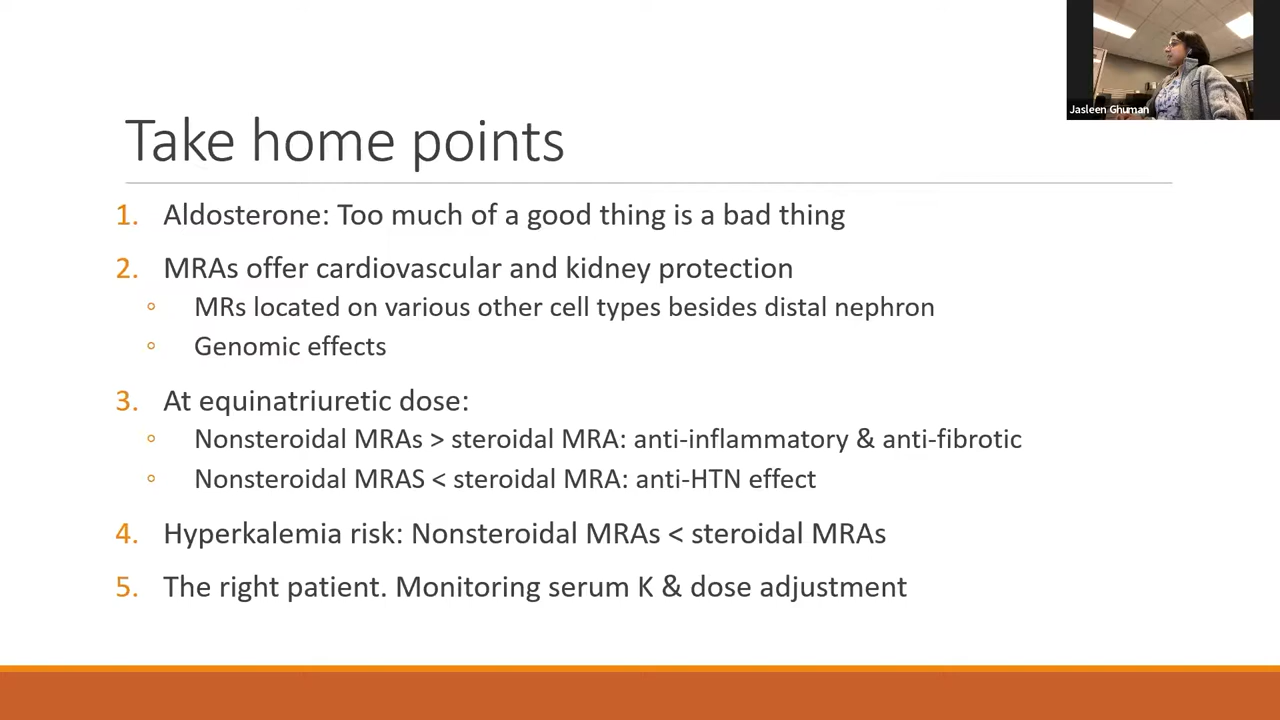 Jasleen Ghuman
Take home points
1. Aldosterone: Too much of a good thing is a bad thing
2. MRAs offer cardiovascular and kidney protection
◦ MRs located on various other cell types besides distal nephron
◦ Genomic effects
3. At equinatriuretic dose:
◦ Nonsteroidal MRAs > steroidal MRA: anti-inflammatory & anti-fibrotic
◦ Nonsteroidal MRAS < steroidal MRA: anti-HTN effect
4. Hyperkalemia risk: Nonsteroidal MRAs < steroidal MRAs
5. The right patient. Monitoring serum K & dose adjustment